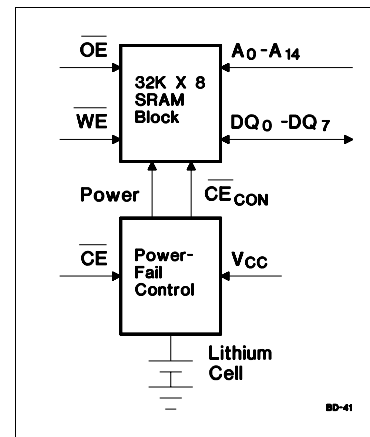 OE
A0-A14
32K X 8
SRAM
Block
WE
DQ0 -DQ7
Power
CECON
CE
Power-
Fail
Control
VCC
Lithium
Cell
BD-41